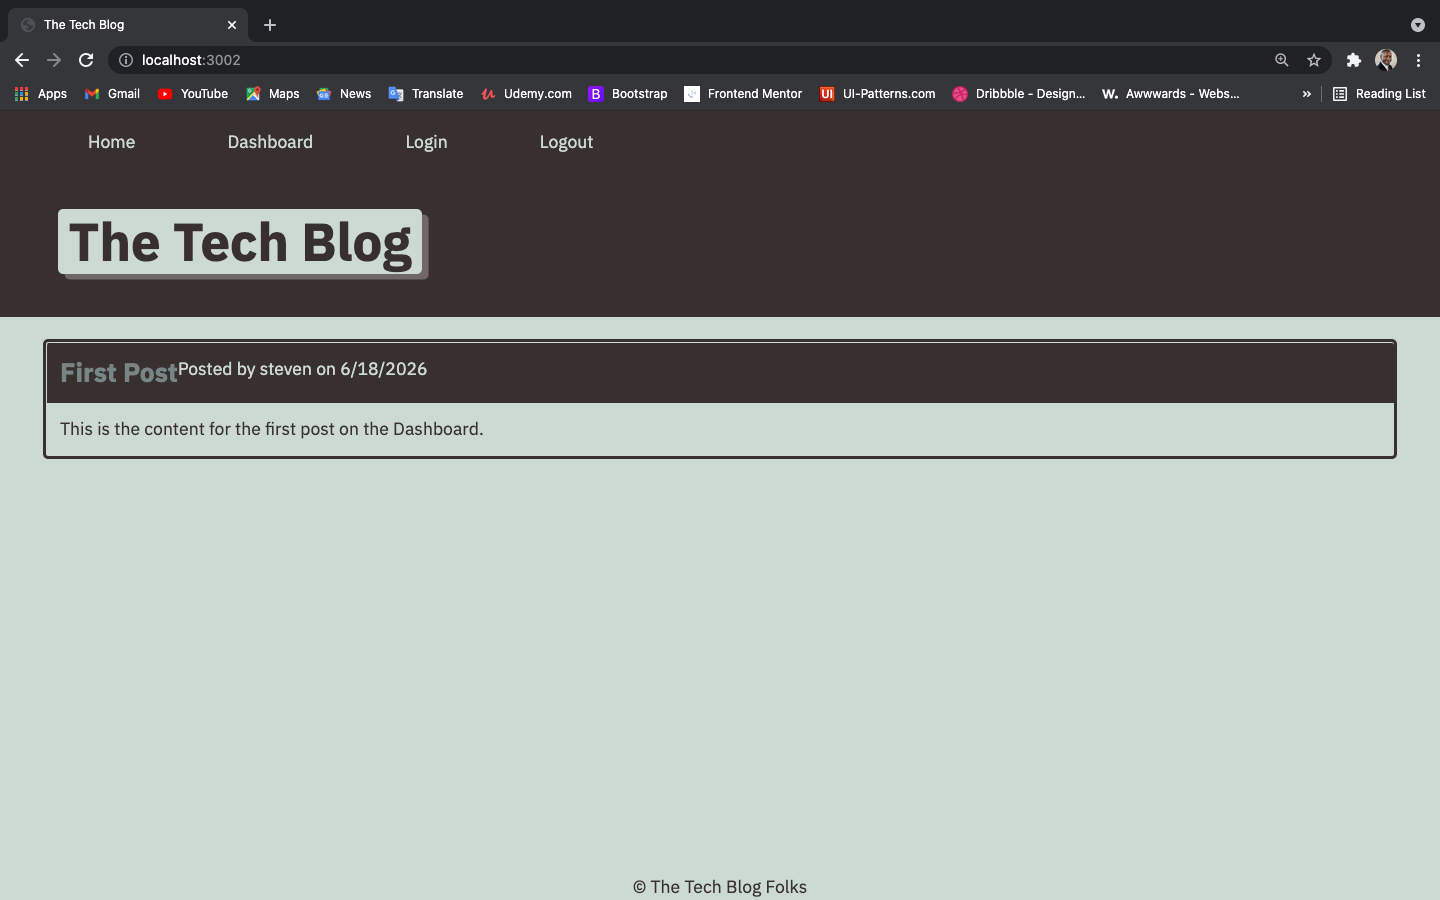 The Tech Blog
localhost:3002
Apps Gmail YouTube Maps News Translate Udemy.com Bootstrap Frontend Mentor UI UI-Patterns.com Dribbble - Design... W. Awwwards - Webs... » Reading List
Home Dashboard Login Logout
The Tech Blog
First Post Posted by steven on 6/18/2026
This is the content for the first post on the Dashboard.
© The Tech Blog Folks